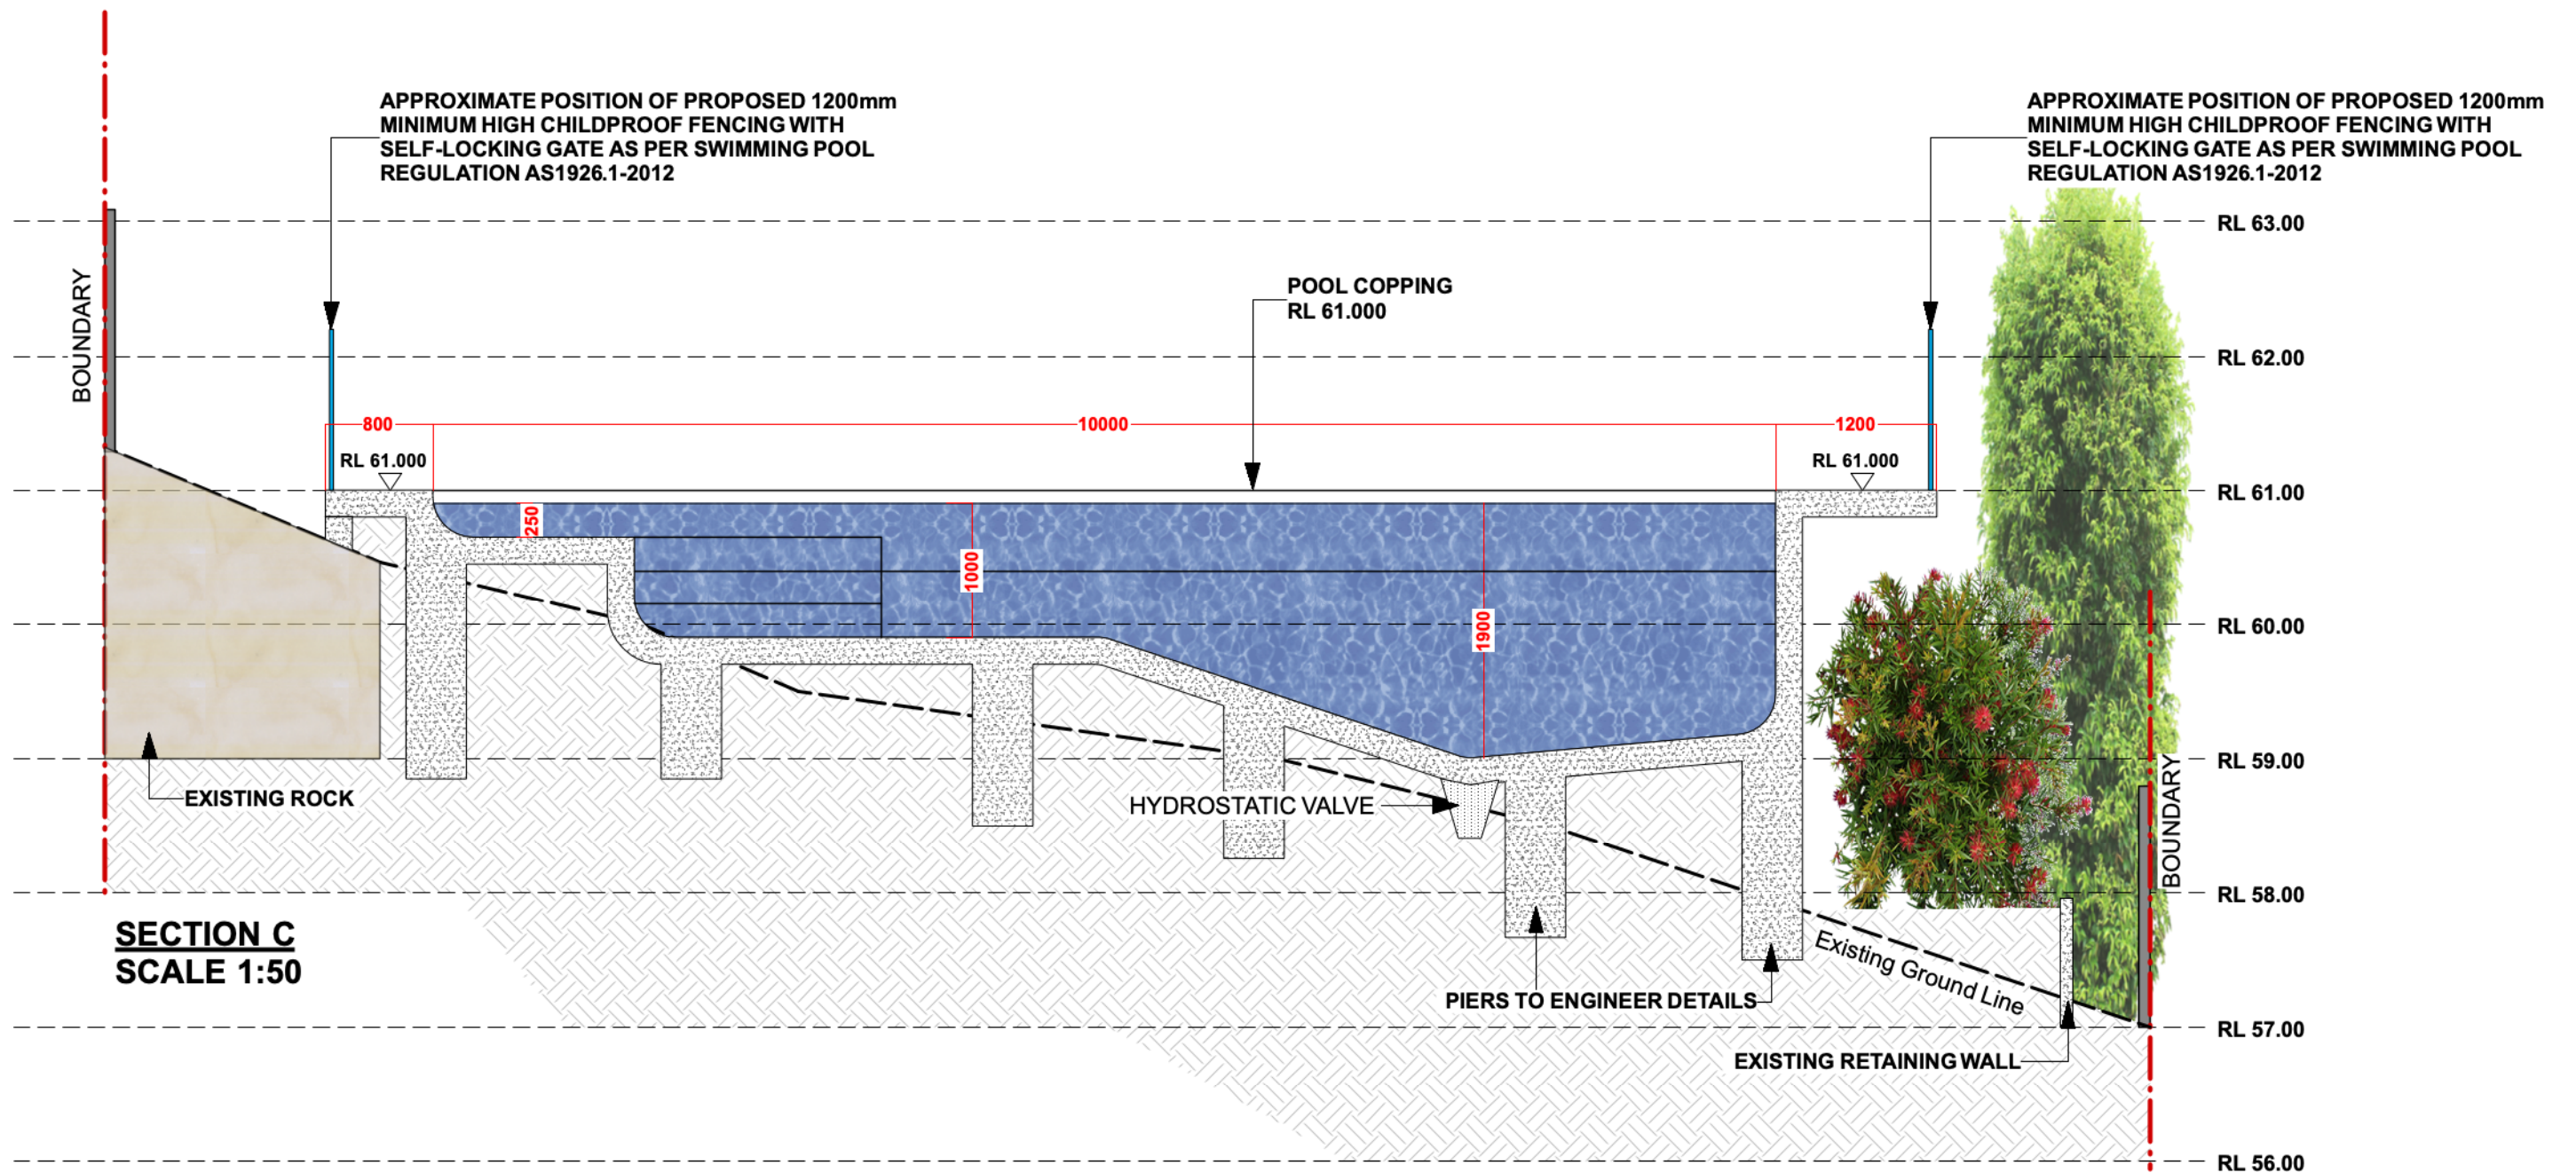 APPROXIMATE POSITION OF PROPOSED 1200mm
MINIMUM HIGH CHILDPROOF FENCING WITH
SELF-LOCKING GATE AS PER SWIMMING POOL
REGULATION AS1926.1-2012
APPROXIMATE POSITION OF PROPOSED 1200mm
MINIMUM HIGH CHILDPROOF FENCING WITH
SELF-LOCKING GATE AS PER SWIMMING POOL
REGULATION AS1926.1-2012
RL 63.00
BOUNDARY
POOL COPPING
RL 61.000
RL 62.00
800
10000
1200
RL 61.000
RL 61.000
RL 61.00
250
1000
1900
RL 60.00
RL 59.00
EXISTING ROCK
HYDROSTATIC VALVE
BOUNDARY
RL 58.00
SECTION C
SCALE 1:50
Existing Ground Line
PIERS TO ENGINEER DETAILS
RL 57.00
EXISTING RETAINING WALL
RL 56.00